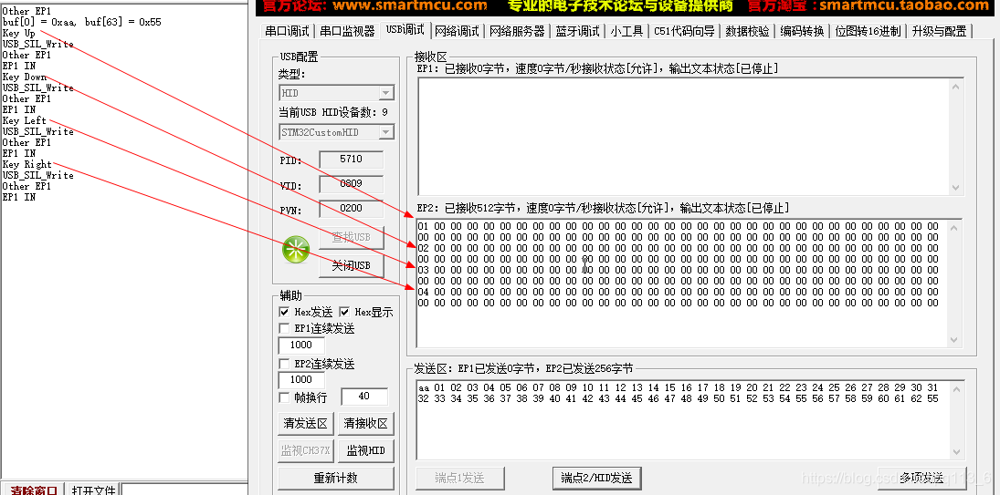 Other EP1
buf[0] = 0xaa, buf[63] = 0x55
Key Up
USB_SIL_Write
Other EP1
EP1 IN
Key Down
USB_SIL_Write
Other EP1
EP1 IN
Key Left
USB_SIL_Write
Other EP1
EP1 IN
Key Right
USB_SIL_Write
Other EP1
EP1 IN
清除窗口 打开文件
官方论坛: www.smartmcu.com 专业的电子技术论坛与设备提供商 官方淘宝:smartmcu.taobao.com
串口调试 串口监视器 USB调试 网络调试 网络服务器 蓝牙调试 小工具 C51代码向导 数据校验 编码转换 位图转16进制 升级与配置
USB配置
类型:
HID
当前USB HID设备数: 9
STM32CustomHID
PID: 5710
VID: 0809
PVN: 0200
查找USB
关闭USB
辅助
Hex发送 Hex显示
EP1连续发送
1000
EP2连续发送
1000
帧换行 40
清发送区 清接收区
监视CH37X 监视HID
重新计数
接收区
EP1: 已接收0字节, 速度0字节/秒接收状态[允许], 输出文本状态[已停止]
EP2: 已接收512字节, 速度0字节/秒接收状态[允许], 输出文本状态[已停止]
01 00 00 00 00 00 00 00 00 00 00 00 00 00 00 00 00 00 00 00 00 00 00 00 00 00 00 00 00 00 00 00
00 00 00 00 00 00 00 00 00 00 00 00 00 00 00 00 00 00 00 00 00 00 00 00 00 00 00 00 00 00 00 00
02 00 00 00 00 00 00 00 00 00 00 00 00 00 00 00 00 00 00 00 00 00 00 00 00 00 00 00 00 00 00 00
00 00 00 00 00 00 00 00 00 00 00 00 00 00 00 00 00 00 00 00 00 00 00 00 00 00 00 00 00 00 00 00
03 00 00 00 00 00 00 00 00 00 00 00 00 00 00 00 00 00 00 00 00 00 00 00 00 00 00 00 00 00 00 00
00 00 00 00 00 00 00 00 00 00 00 00 00 00 00 00 00 00 00 00 00 00 00 00 00 00 00 00 00 00 00 00
04 00 00 00 00 00 00 00 00 00 00 00 00 00 00 00 00 00 00 00 00 00 00 00 00 00 00 00 00 00 00 00
00 00 00 00 00 00 00 00 00 00 00 00 00 00 00 00 00 00 00 00 00 00 00 00 00 00 00 00 00 00 00 00
发送区: EP1已发送0字节, EP2已发送256字节
aa 01 02 03 04 05 06 07 08 09 10 11 12 13 14 15 16 17 18 19 20 21 22 23 24 25 26 27 28 29 30 31
32 33 34 35 36 37 38 39 40 41 42 43 44 45 46 47 48 49 50 51 52 53 54 55 56 57 58 59 60 61 62 55
端点1发送 端点2/HID发送 多项发送